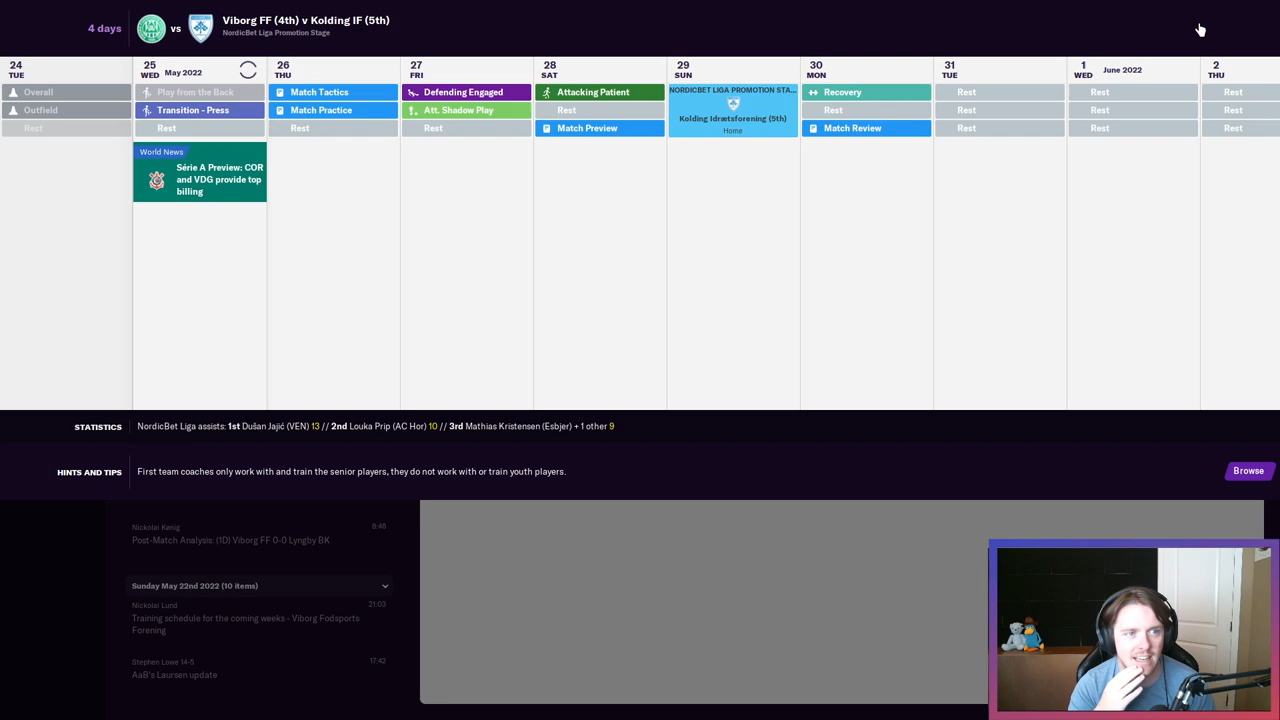 4 days
vs
Viborg FF (4th) v Kolding IF (5th)
NordicBet Liga Promotion Stage
24
TUE
Overall
Outfield
Rest
25
WED
May 2022
Play from the Back
Transition - Press
Rest
World News
Série A Preview: COR
and VDG provide top
billing
26
THU
Match Tactics
Match Practice
Rest
27
FRI
Defending Engaged
Att. Shadow Play
Rest
28
SAT
Attacking Patient
Rest
Match Preview
29
SUN
NORDICBET LIGA PROMOTION STA...
Kolding Idrætsforening (5th)
Home
30
MON
Recovery
Rest
Match Review
31
TUE
Rest
Rest
Rest
1
WED
June 2022
Rest
Rest
Rest
2
THU
Rest
Rest
Rest
STATISTICS
NordicBet Liga assists: 1st Dušan Jajić (VEN) 13 // 2nd Louka Prip (AC Hor) 10 // 3rd Mathias Kristensen (Esbjer) + 1 other 9
HINTS AND TIPS
First team coaches only work with and train the senior players, they do not work with or train youth players.
Browse
Nickolai Kønig
8:46
Post-Match Analysis: (1D) Viborg FF 0-0 Lyngby BK
Sunday May 22nd 2022 (10 items)
Nickolai Lund
21:03
Training schedule for the coming weeks - Viborg Fodsports
Forening
Stephen Lowe 14-5
17:42
AaB's Laursen update